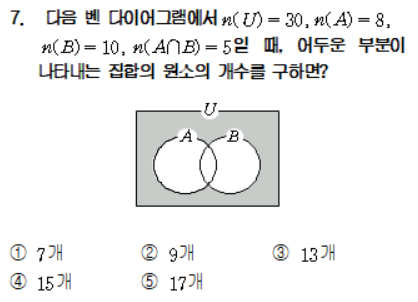 7. 다음 벤 다이어그램에서 n(U)=30, n(A)=8,
n(B)=10, n(A∩B)=5일 때, 어두운 부분이
나타내는 집합의 원소의 개수를 구하면?
U
A B
① 7개 ② 9개 ③ 13개
④ 15개 ⑤ 17개